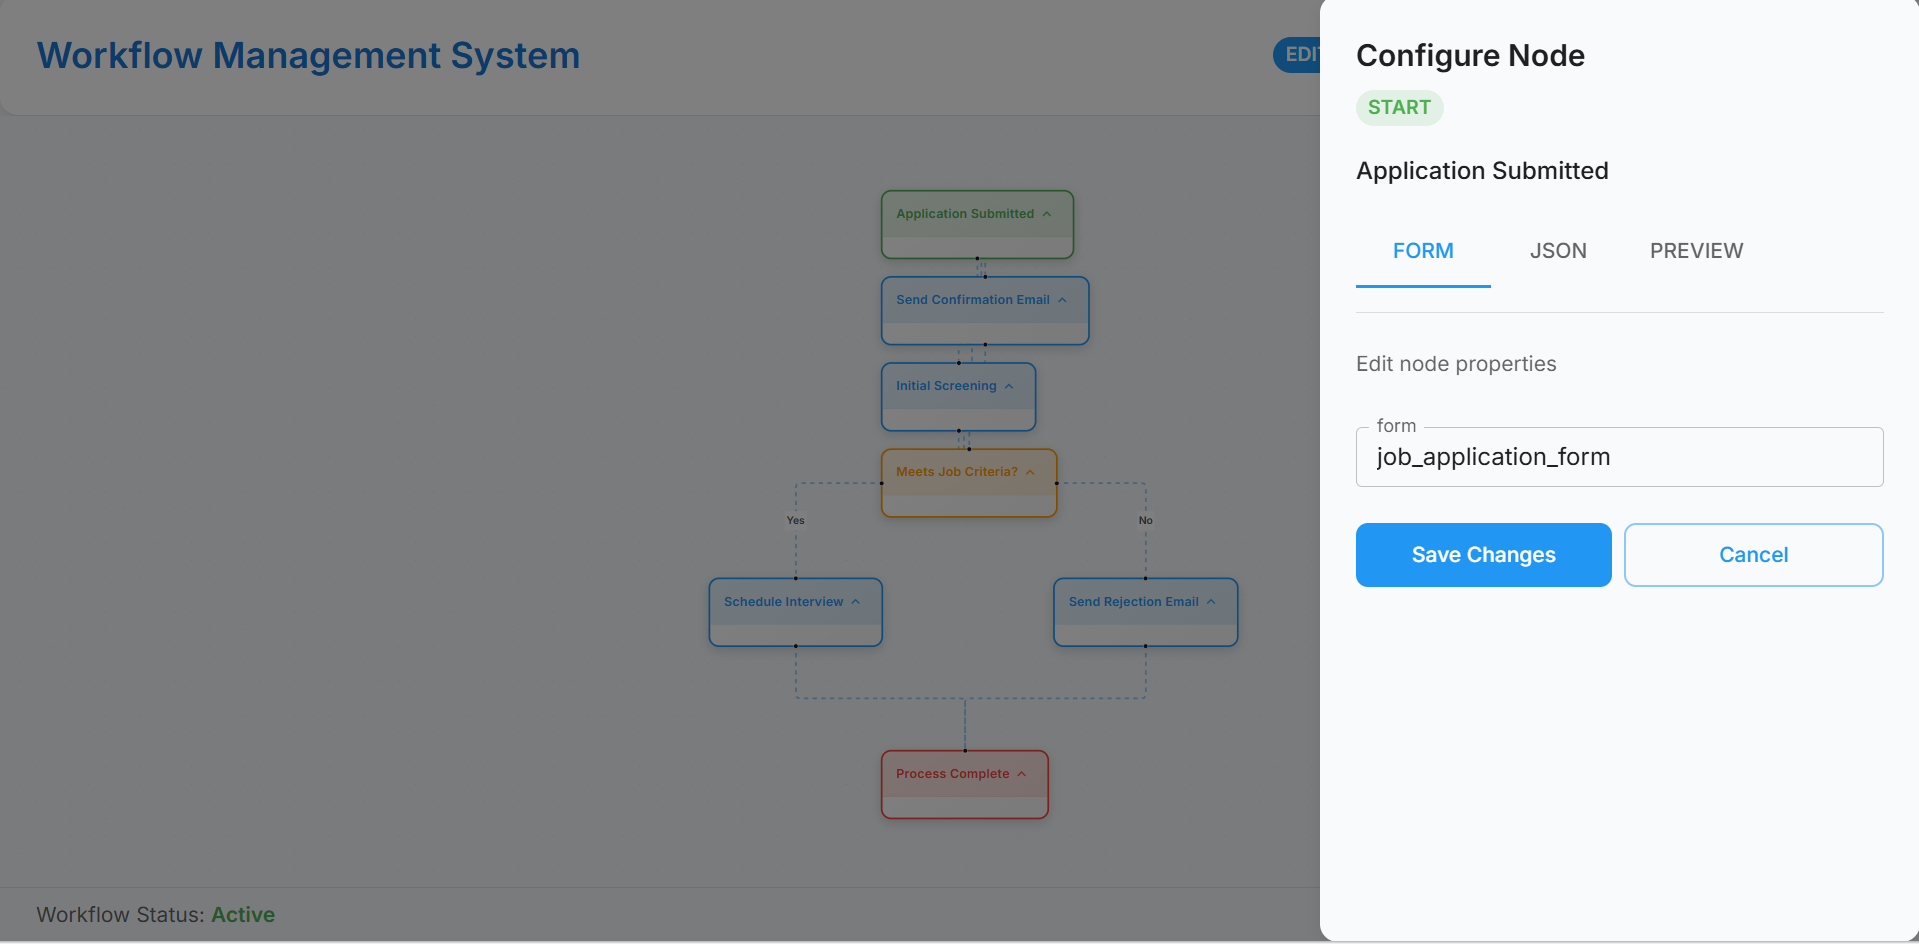 Workflow Management System
EDIT
Application Submitted
Send Confirmation Email
Initial Screening
Meets Job Criteria?
Yes
No
Schedule Interview
Send Rejection Email
Process Complete
Workflow Status: Active
Configure Node
START
Application Submitted
FORM
JSON
PREVIEW
Edit node properties
form
job_application_form
Save Changes
Cancel